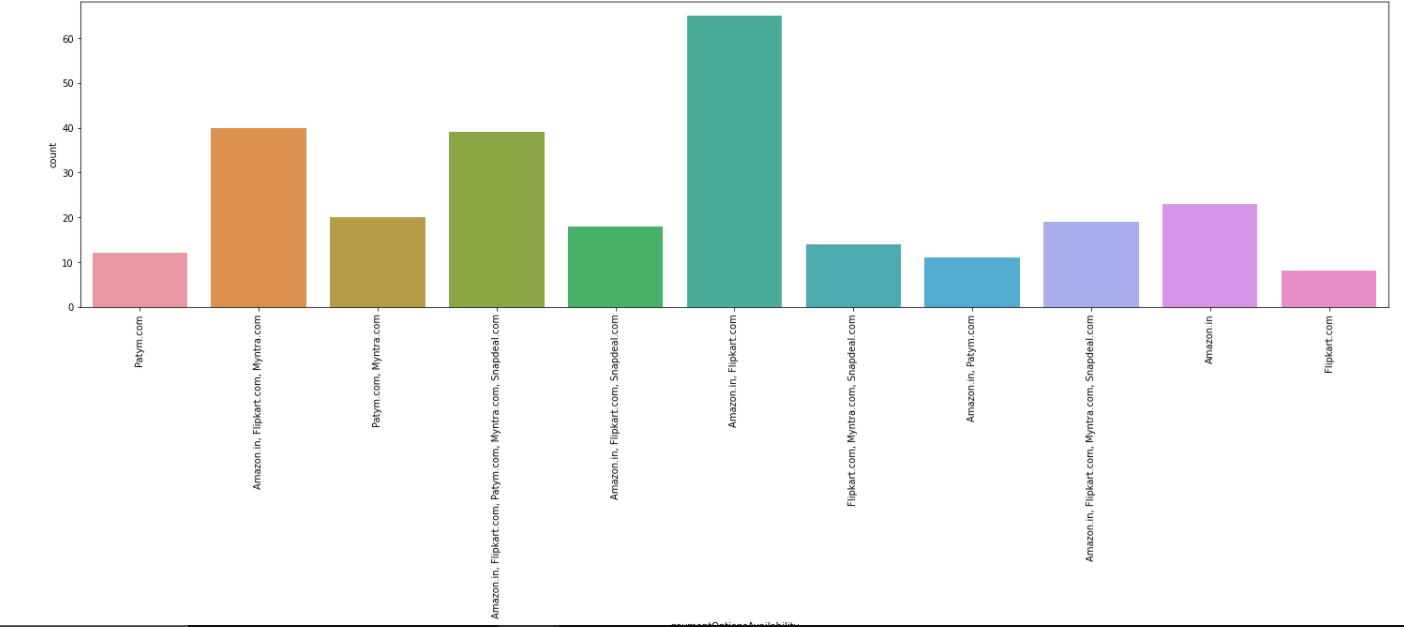 60
50
40
30
20
10
0
count
Patym.com
Amazon.in, Flipkart.com, Myntra.com
Patym.com, Myntra.com
Amazon.in, Flipkart.com, Patym.com, Myntra.com, Snapdeal.com
Amazon.in, Flipkart.com, Snapdeal.com
Amazon.in, Flipkart.com
Flipkart.com, Myntra.com, Snapdeal.com
Amazon.in, Patym.com
Amazon.in, Flipkart.com, Myntra.com, Snapdeal.com
Amazon.in
Flipkart.com